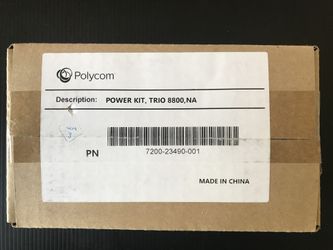 Polycom
Description: POWER KIT, TRIO 8800,NA
PN 7200-23490-001
MADE IN CHINA